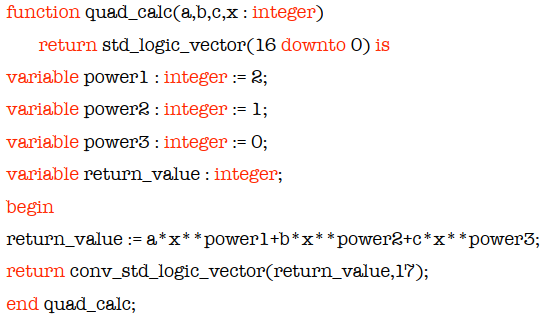 function quad_calc(a,b,c,x : integer)
return std_logic_vector(16 downto 0) is
variable power1 : integer := 2;
variable power2 : integer := 1;
variable power3 : integer := 0;
variable return_value : integer;
begin
return_value := a*x**power1+b*x**power2+c*x**power3;
return conv_std_logic_vector(return_value,17);
end quad_calc;